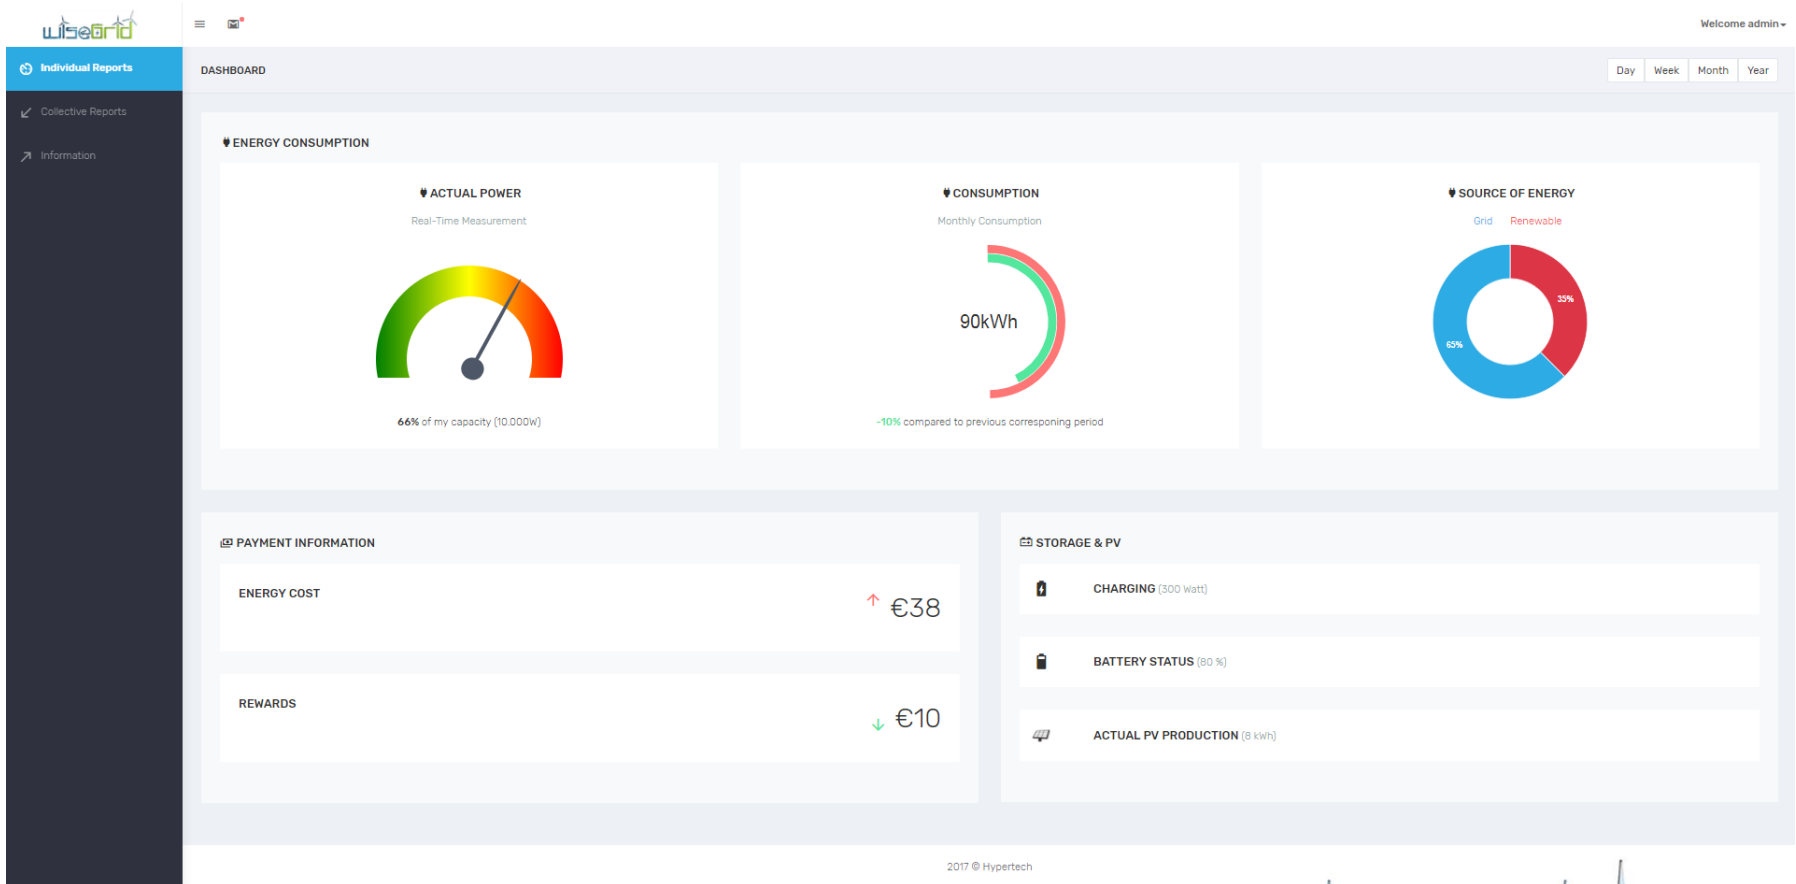 wiseGrid
Welcome admin
Individual Reports
DASHBOARD
Day Week Month Year
Collective Reports
Information
ENERGY CONSUMPTION
ACTUAL POWER
Real-Time Measurement
66% of my capacity (10.000W)
CONSUMPTION
Monthly Consumption
90kWh
-10% compared to previous corresponing period
SOURCE OF ENERGY
Grid Renewable
35%
65%
PAYMENT INFORMATION
ENERGY COST
€38
REWARDS
€10
STORAGE & PV
CHARGING (300 Watt)
BATTERY STATUS (80 %)
ACTUAL PV PRODUCTION (8 kWh)
2017 © Hypertech